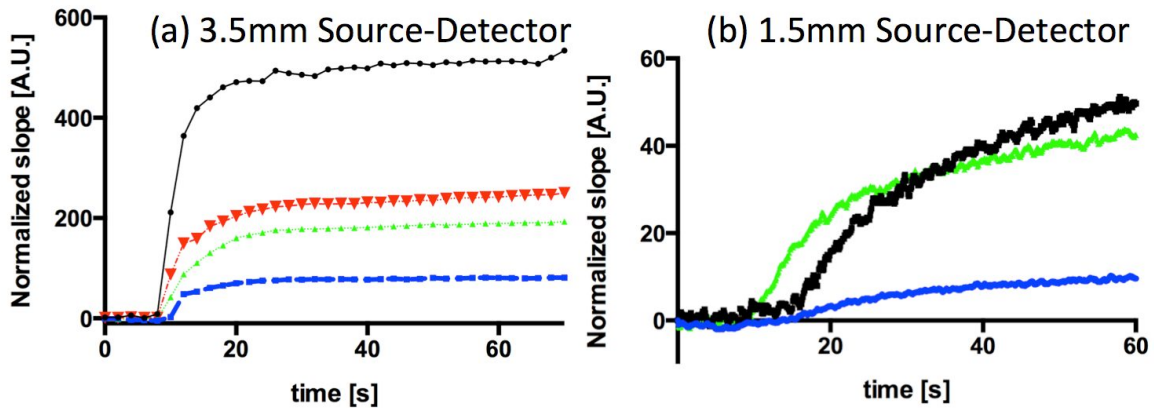 (a) 3.5mm Source-Detector
Normalized slope [A.U.]
600
400
200
0
0 20 40 60
time [s]
(b) 1.5mm Source-Detector
Normalized slope [A.U.]
60
40
20
0
20 40 60
time [s]